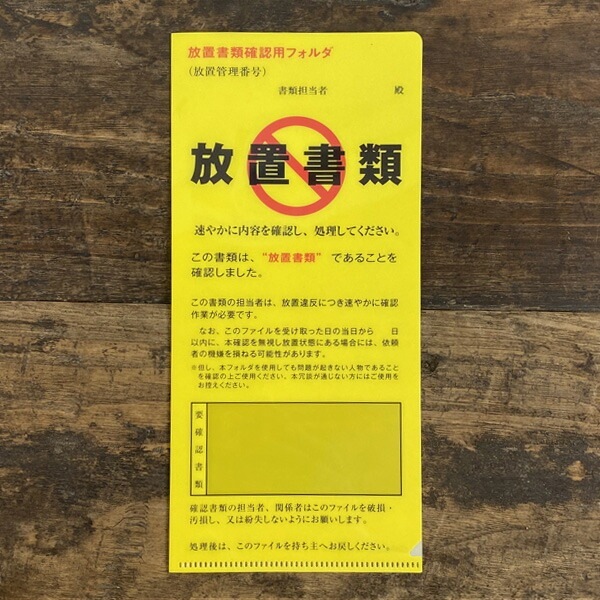 放置書類確認用フォルダ
(放置管理番号)
書類担当者 殿
放置書類
速やかに内容を確認し、処理してください。
この書類は、“放置書類”であることを
確認しました。
この書類の担当者は、放置違反につき速やかに確認
作業が必要です。
なお、このファイルを受け取った日の当日から 日
以内に、本確認を無視し放置状態にある場合には、依頼
者の機嫌を損ねる可能性があります。
※但し、本フォルダを使用しても問題が起きない人物であること
を確認の上ご使用ください。本冗談が通じない方にはご使用を
お控えください。
要確認書類
確認書類の担当者、関係者はこのファイルを破損・
汚損し、又は紛失しないようにお願いします。
処理後は、このファイルを持ち主へお戻しください。